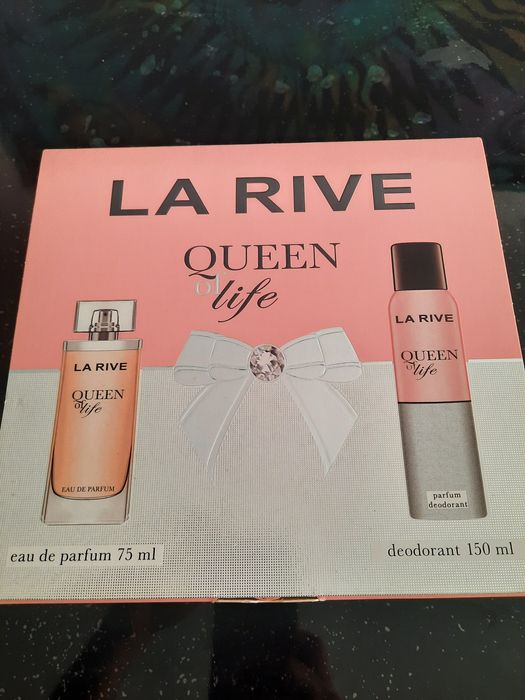 LA RIVE
QUEEN
of life
LA RIVE
QUEEN
of life
EAU DE PARFUM
eau de parfum 75 ml
LA RIVE
QUEEN
of life
parfum
deodorant
deodorant 150 ml